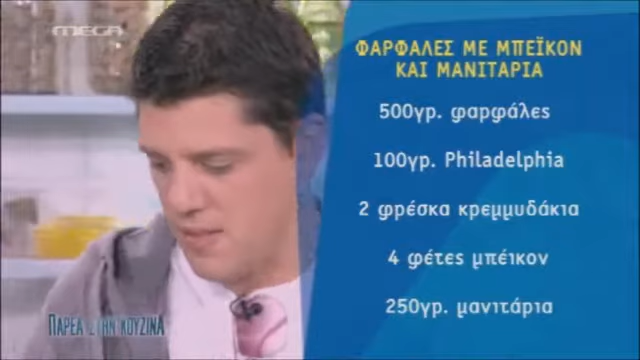 MEGA
ΦΑΡΦΑΛΕΣ ΜΕ ΜΠΕΪΚΟΝ
ΚΑΙ ΜΑΝΙΤΑΡΙΑ
500γρ. φαρφάλες
100γρ. Philadelphia
2 φρέσκα κρεμμυδάκια
4 φέτες μπέικον
250γρ. μανιτάρια
ΠΑΡΕΑ ΣΤΗΝ ΚΟΥΖΙΝΑ